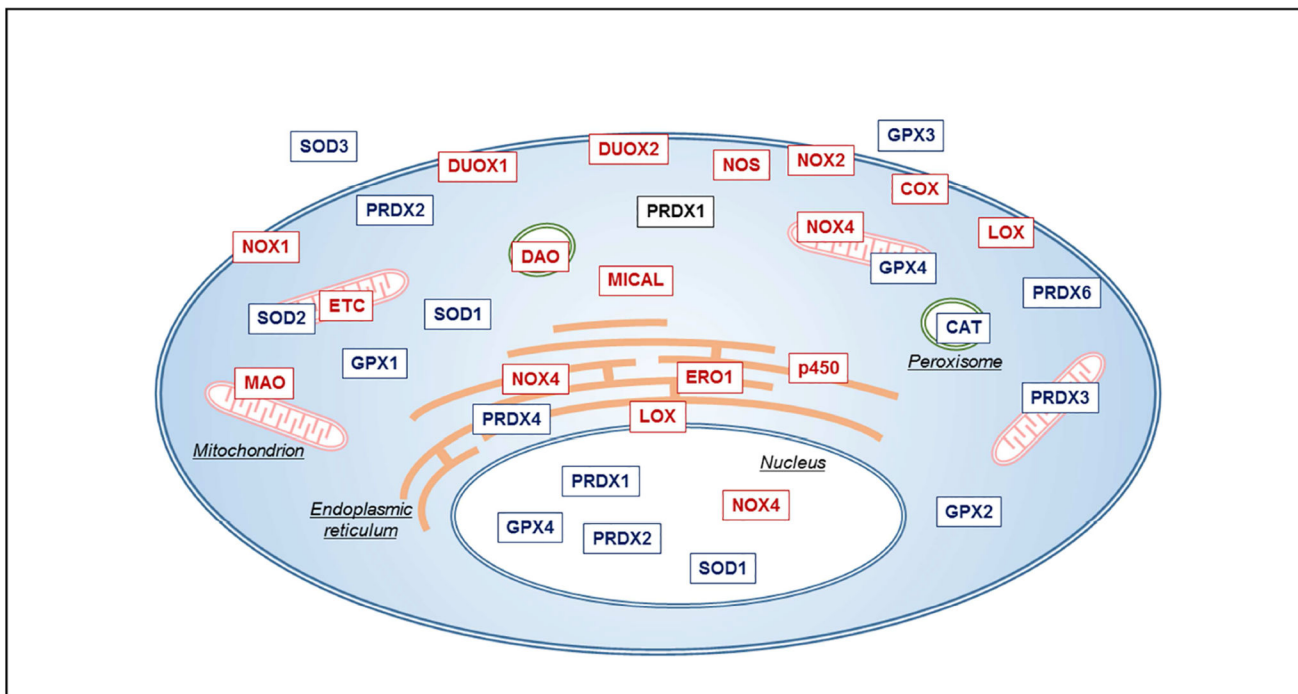 SOD3
GPX3
DUOX1
DUOX2
NOS
NOX2
COX
PRDX2
PRDX1
NOX4
LOX
NOX1
DAO
GPX4
MICAL
PRDX6
ETC
SOD2
SOD1
CAT
Peroxisome
GPX1
MAO
NOX4
ERO1
p450
PRDX3
PRDX4
LOX
Mitochondrion
Nucleus
PRDX1
Endoplasmic
reticulum
NOX4
GPX4
PRDX2
GPX2
SOD1